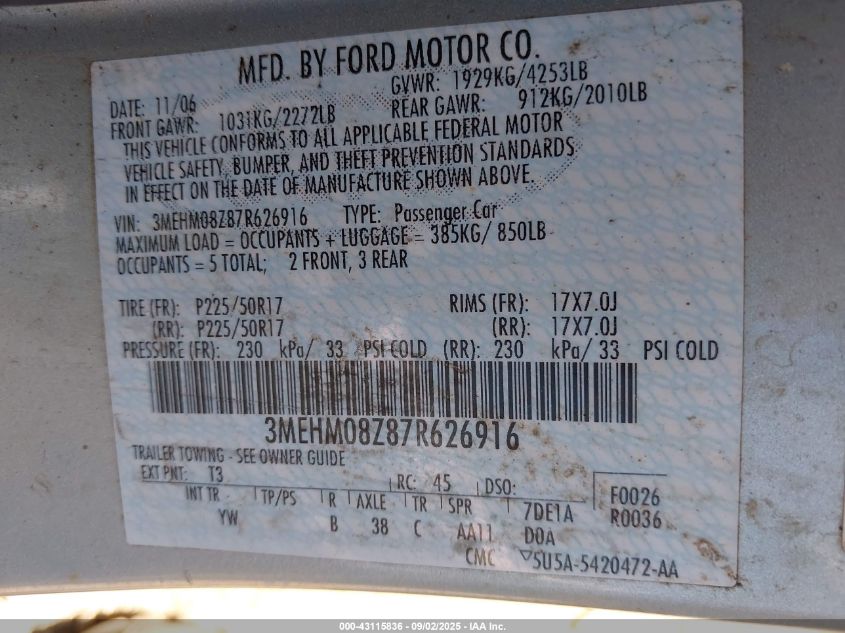 MFD. BY FORD MOTOR CO.
DATE: 11/06 GVWR: 1929KG/4253LB
FRONT GAWR: 1031KG/2272LB REAR GAWR: 912KG/2010LB
THIS VEHICLE CONFORMS TO ALL APPLICABLE FEDERAL MOTOR
VEHICLE SAFETY, BUMPER, AND THEFT PREVENTION STANDARDS
IN EFFECT ON THE DATE OF MANUFACTURE SHOWN ABOVE.
VIN: 3MEHM08Z87R626916 TYPE: Passenger Car
MAXIMUM LOAD = OCCUPANTS + LUGGAGE = 385KG/ 850LB
OCCUPANTS = 5 TOTAL; 2 FRONT, 3 REAR
TIRE (FR): P225/50R17 RIMS (FR): 17X7.0J
(RR): P225/50R17 (RR): 17X7.0J
PRESSURE (FR): 230 kPa/ 33 PSI COLD (RR): 230 kPa/ 33 PSI COLD
3MEHM08Z87R626916
TRAILER TOWING - SEE OWNER GUIDE
EXT PNT: T3 RC: 45 DSO: F0026
INT TR TP/PS R AXLE TR SPR 7DE1A R0036
YW B 38 C AA11 DOA
CMC ▽5U5A-5420472-AA
000-43115836 - 09/02/2025 - IAA Inc.